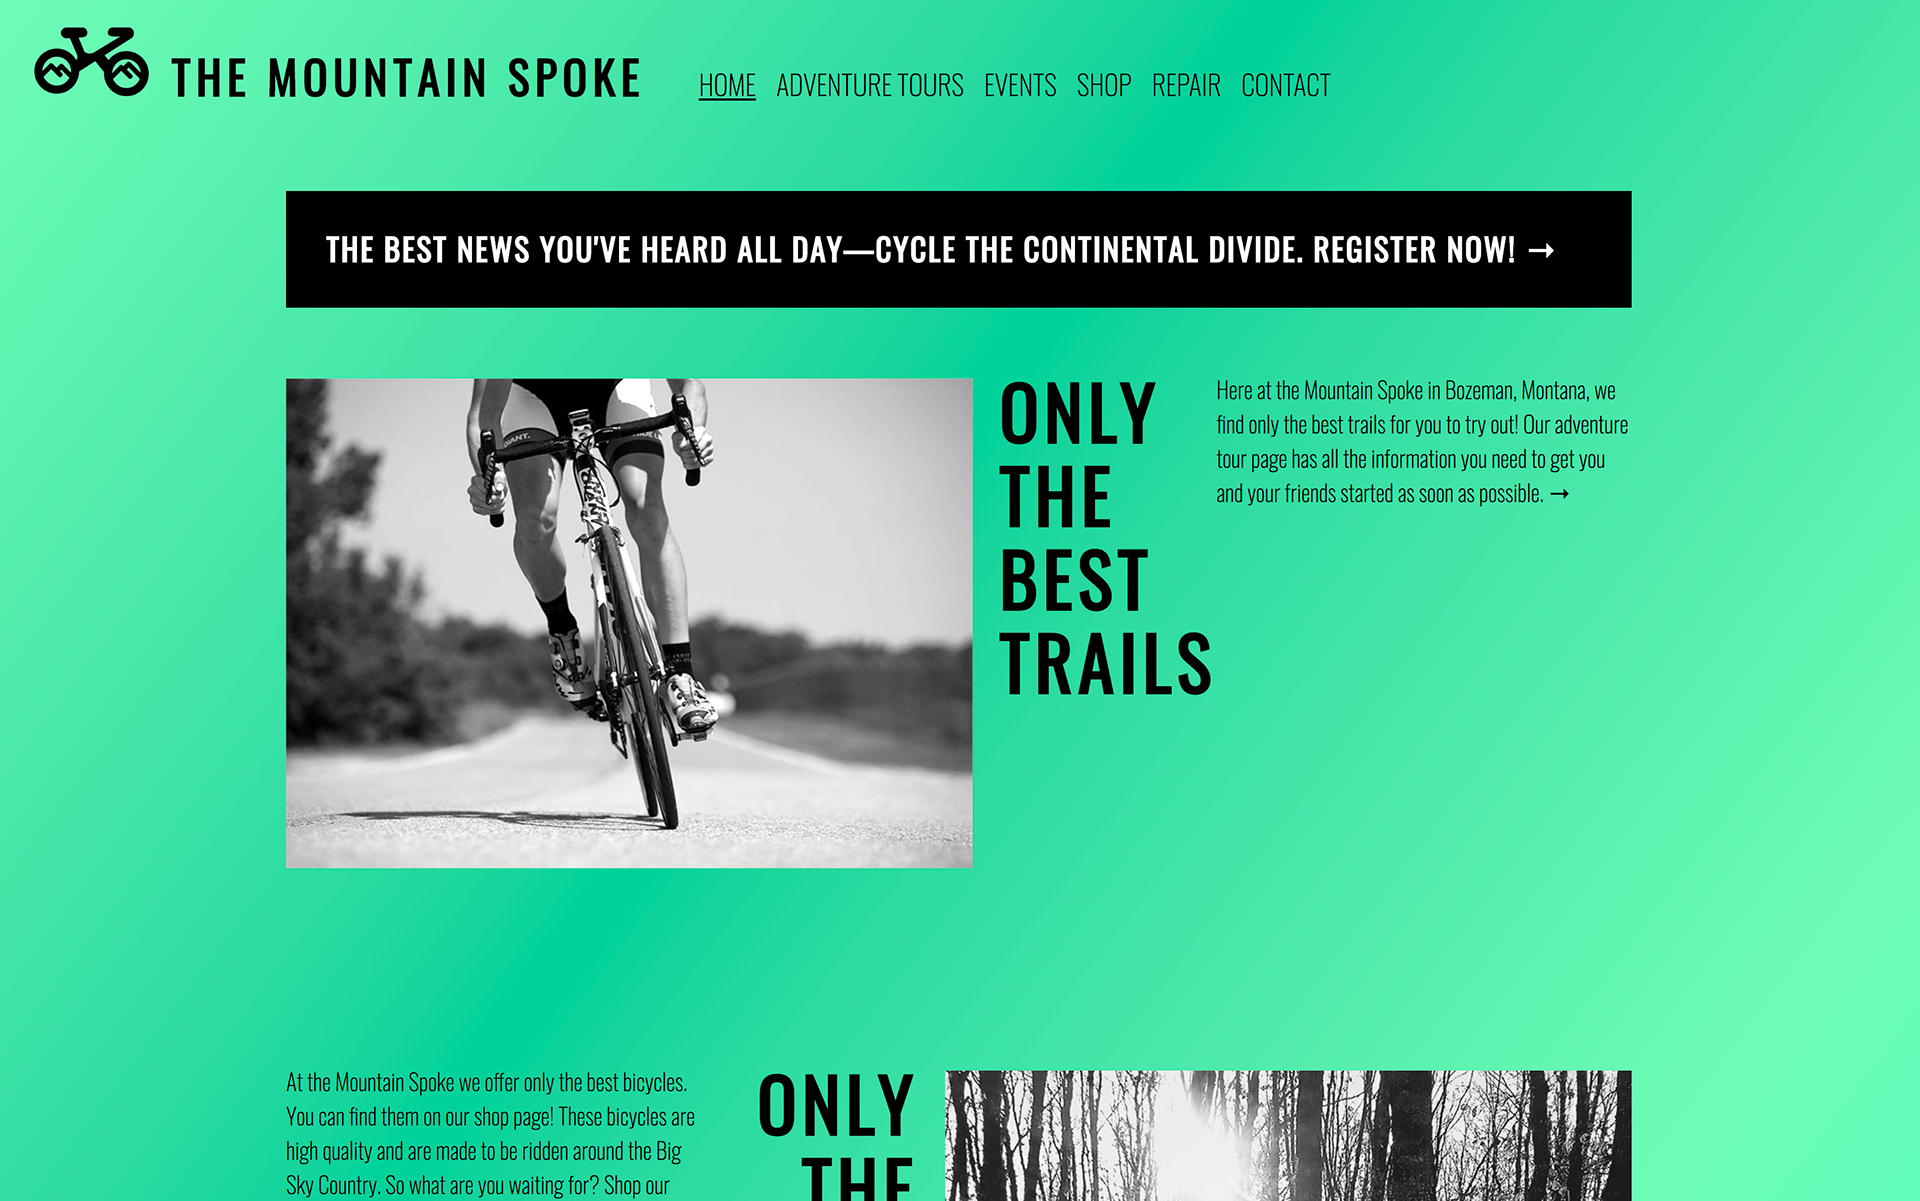 THE MOUNTAIN SPOKE
HOME ADVENTURE TOURS EVENTS SHOP REPAIR CONTACT
THE BEST NEWS YOU'VE HEARD ALL DAY—CYCLE THE CONTINENTAL DIVIDE. REGISTER NOW! →
GIANT.
ONLY
THE
BEST
TRAILS
Here at the Mountain Spoke in Bozeman, Montana, we
find only the best trails for you to try out! Our adventure
tour page has all the information you need to get you
and your friends started as soon as possible. →
At the Mountain Spoke we offer only the best bicycles.
You can find them on our shop page! These bicycles are
high quality and are made to be ridden around the Big
Sky Country. So what are you waiting for? Shop our
ONLY
THE